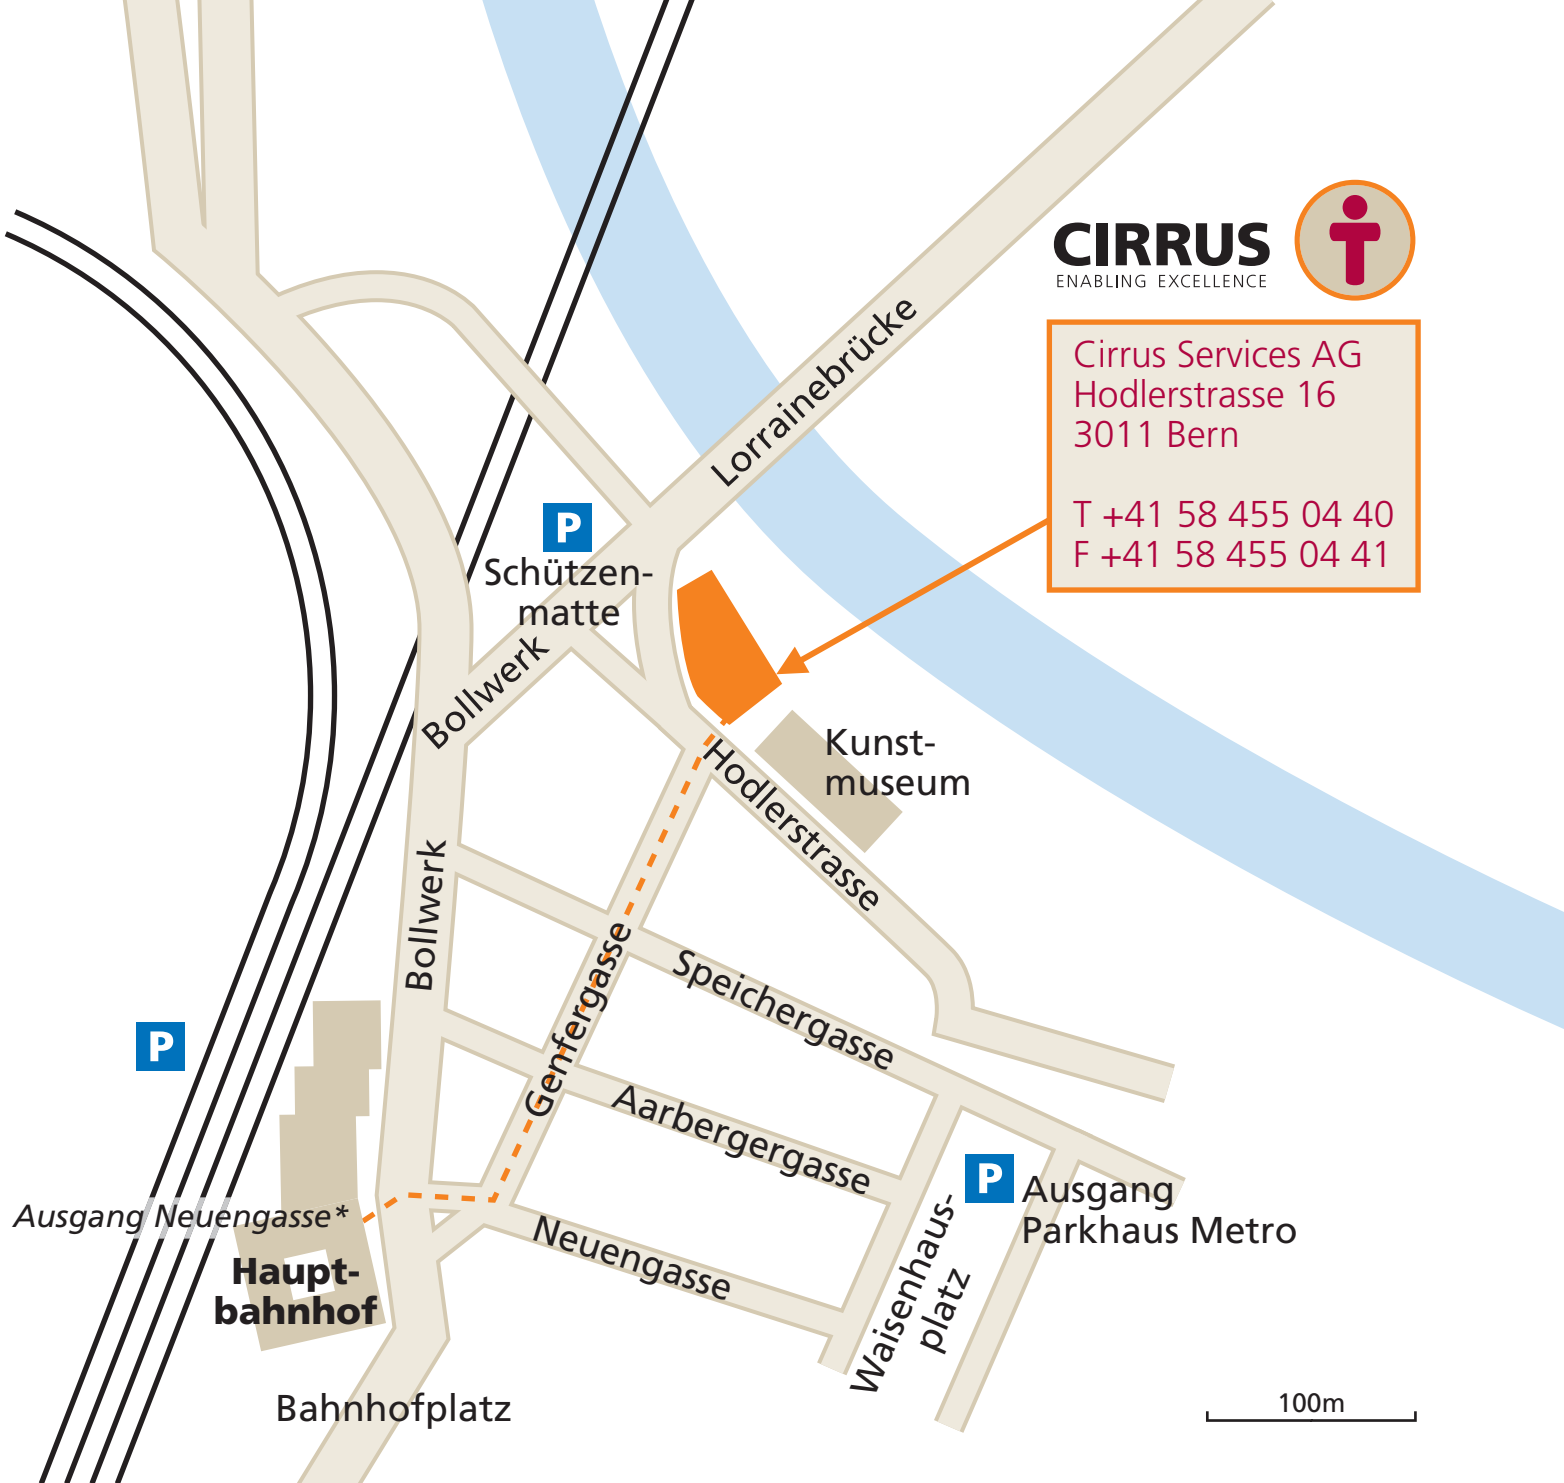 CIRRUS
ENABLING EXCELLENCE
Cirrus Services AG
Hodlerstrasse 16
3011 Bern
T +41 58 455 04 40
F +41 58 455 04 41
Lorrainebrücke
P
Schützen-
matte
Bollwerk
Kunst-
museum
Hodlerstrasse
Bollwerk
Genfergasse
Speichergasse
P
Aarbergergasse
P
Ausgang
Parkhaus Metro
Ausgang Neuengasse*
Neuengasse
Waisenhaus-
platz
Haupt-
bahnhof
Bahnhofplatz
100m